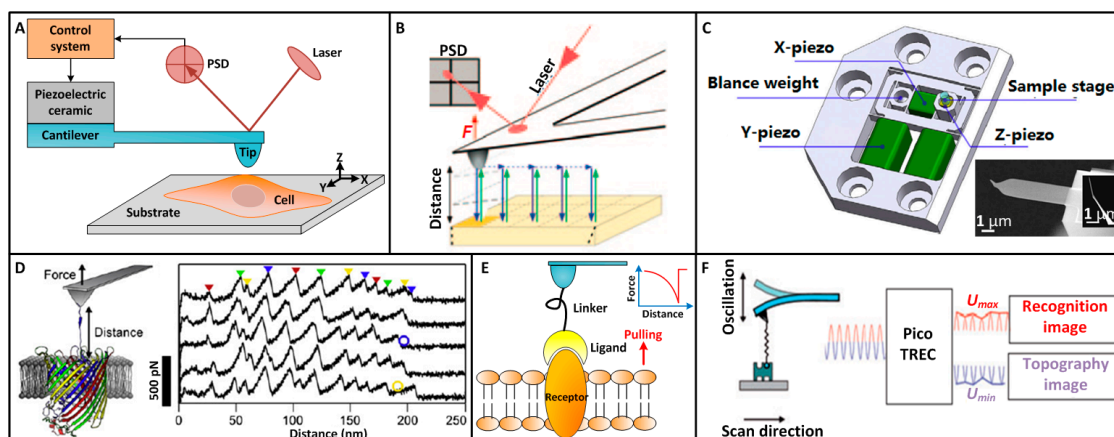 A
Control
system
PSD
Laser
Piezoelectric
ceramic
Cantilever
Tip
Z
X
Y
Cell
Substrate
B
PSD
Laser
F
Distance
C
X-piezo
Blance weight
Sample stage
Y-piezo
Z-piezo
1 μm
1 μm
D
Force
Distance
500 pN
0 50 100 150 200 250
Distance (nm)
E
Force
Distance
Linker
Ligand
Pulling
Receptor
F
Oscillation
Pico
TREC
Umax
Recognition
image
Umin
Topography
image
Scan direction